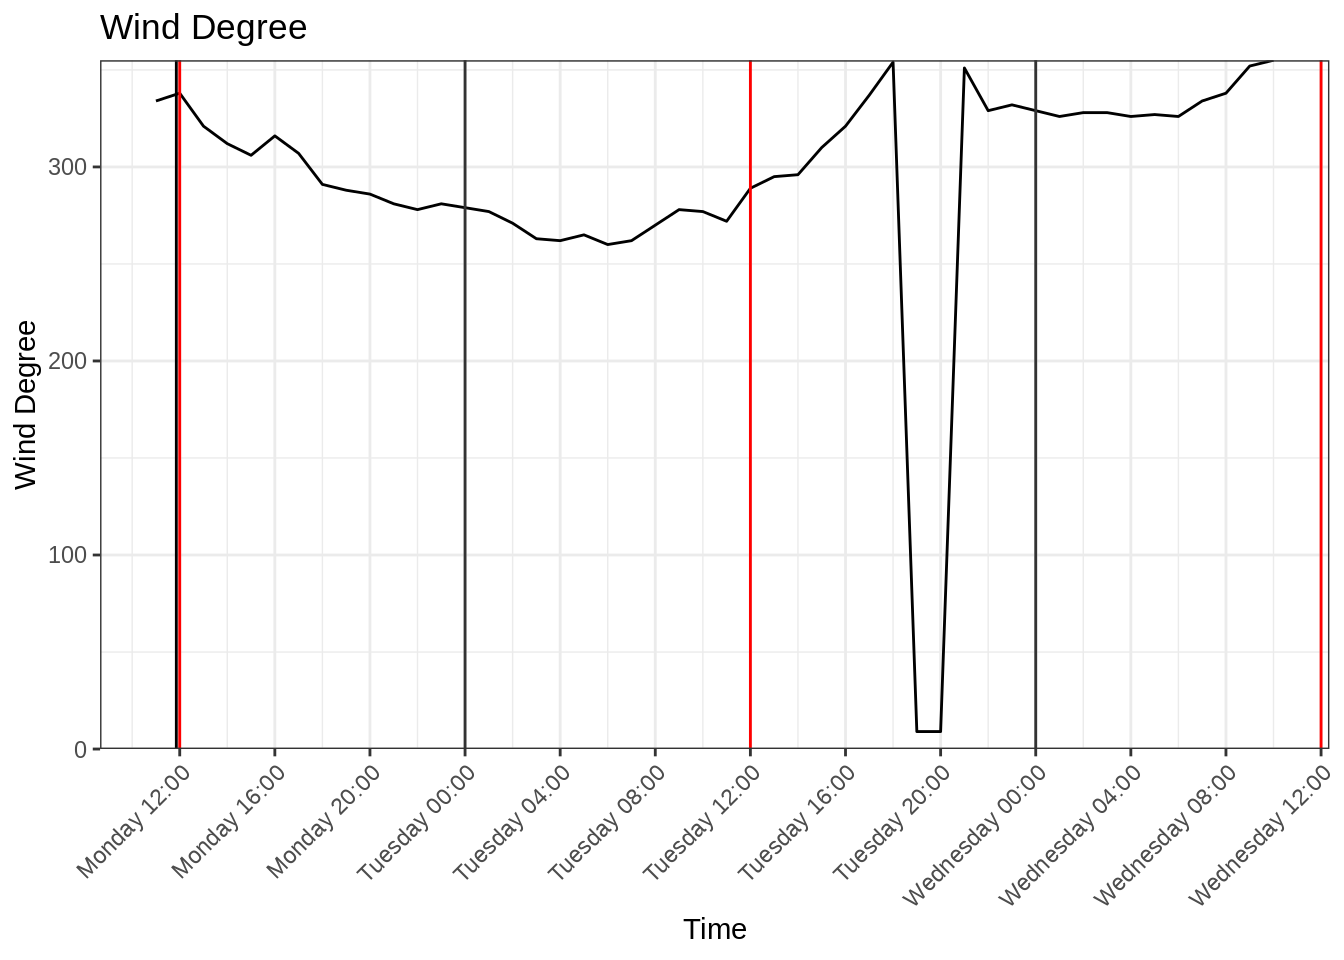 Wind Degree
Wind Degree
300
200
100
0
Monday 12:00
Monday 16:00
Monday 20:00
Tuesday 00:00
Tuesday 04:00
Tuesday 08:00
Tuesday 12:00
Tuesday 16:00
Tuesday 20:00
Wednesday 00:00
Wednesday 04:00
Wednesday 08:00
Wednesday 12:00
Time